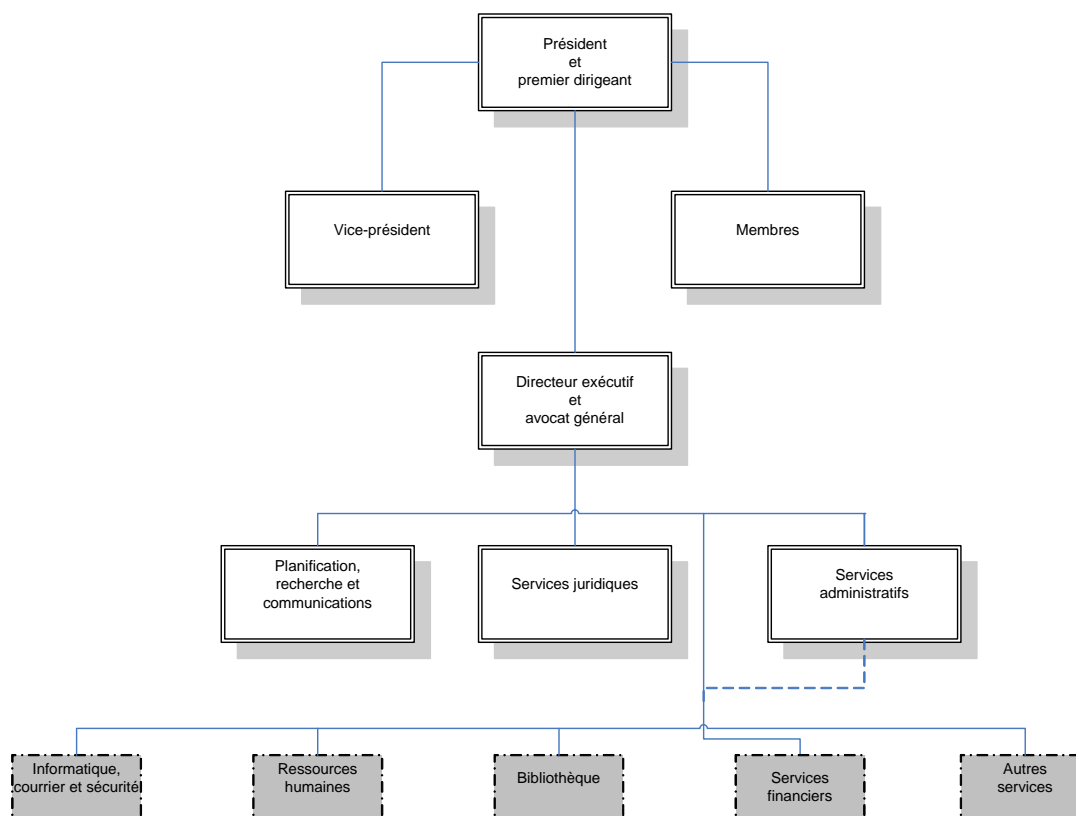 Président
et
premier dirigeant
Vice-président
Membres
Directeur exécutif
et
avocat général
Planification,
recherche et
communications
Services juridiques
Services
administratifs
Informatique,
courrier et sécurité
Ressources
humaines
Bibliothèque
Services
financiers
Autres
services